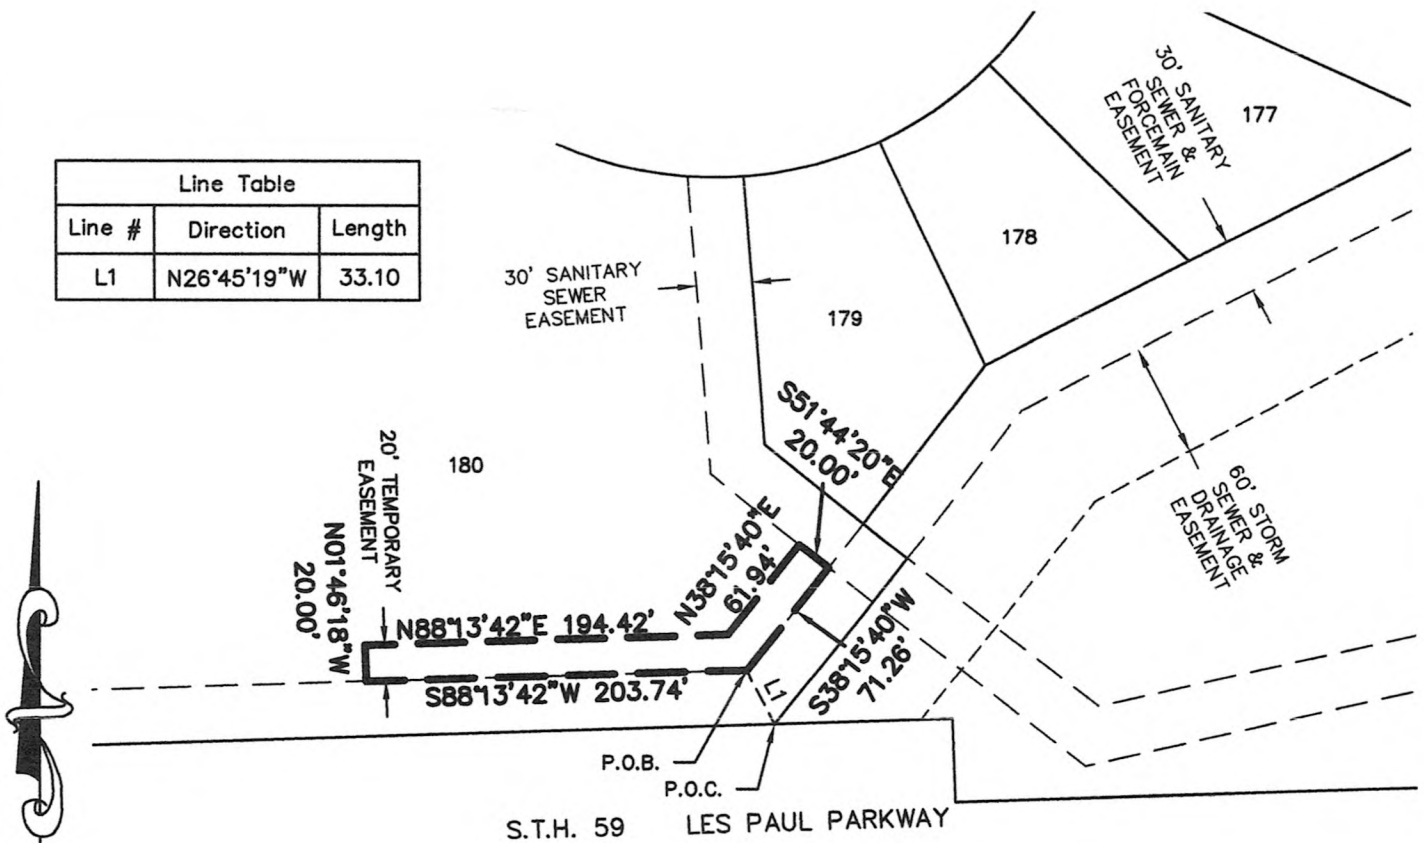 Line Table
Line # Direction Length
L1 N26°45'19"W 33.10
30' SANITARY
SEWER &
FORCEMAIN
EASEMENT
177
178
179
30' SANITARY
SEWER
EASEMENT
180
20' TEMPORARY
EASEMENT
S51°44'20"E
20.00'
N01°46'18"W
20.00'
N38°15'40"E
61.94'
N88°13'42"E 194.42'
S88°13'42"W 203.74'
S38°15'40"W
71.26'
L1
60' STORM
SEWER &
DRAINAGE
EASEMENT
P.O.B.
P.O.C.
S.T.H. 59 LES PAUL PARKWAY